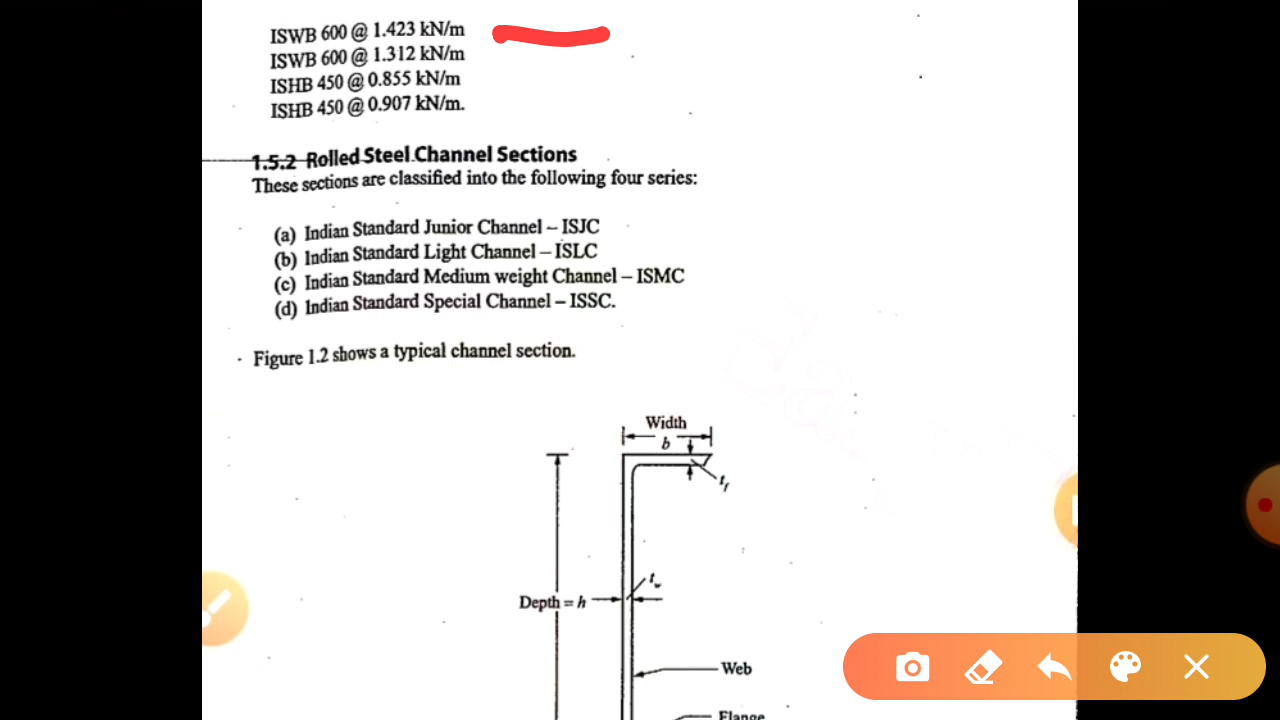 ISWB 600 @ 1.423 kN/m
ISWB 600 @ 1.312 kN/m
ISHB 450 @ 0.855 kN/m
ISHB 450 @ 0.907 kN/m.
1.5.2 Rolled Steel Channel Sections
These sections are classified into the following four series:
(a) Indian Standard Junior Channel – ISJC
(b) Indian Standard Light Channel – ISLC
(c) Indian Standard Medium weight Channel – ISMC
(d) Indian Standard Special Channel – ISSC.
Figure 1.2 shows a typical channel section.
Width
b
tf
tw
Depth = h
Web
Flange